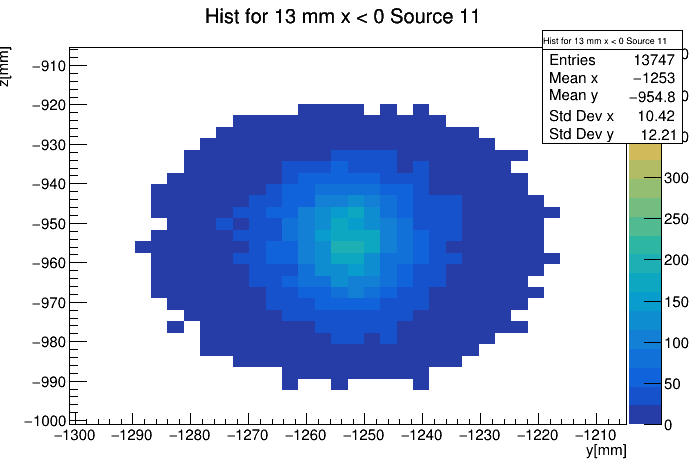 Hist for 13 mm x < 0 Source 11
z[mm]
Hist for 13 mm x < 0 Source 11
Entries 13747
Mean x −1253
Mean y −954.8
Std Dev x 10.42
Std Dev y 12.21
−910
−920
−930
−940
−950
−960
−970
−980
−990
−1000
300
250
200
150
100
50
0
−1300 −1290 −1280 −1270 −1260 −1250 −1240 −1230 −1220 −1210
y[mm]